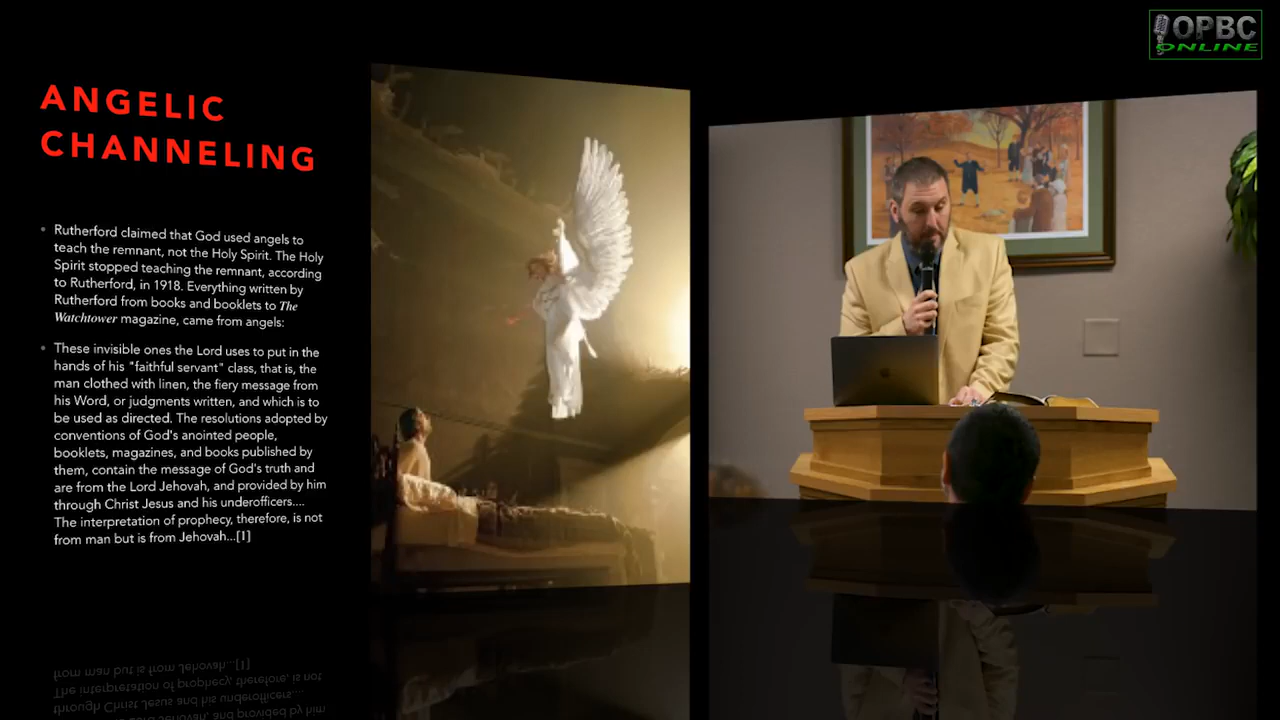 OPBC
ONLINE
ANGELIC
CHANNELING
Rutherford claimed that God used angels to
teach the remnant, not the Holy Spirit. The Holy
Spirit stopped teaching the remnant, according
to Rutherford, in 1918. Everything written by
Rutherford from books and booklets to The
Watchtower magazine, came from angels:
These invisible ones the Lord uses to put in the
hands of his "faithful servant" class, that is, the
man clothed with linen, the fiery message from
his Word, or judgments written, and which is to
be used as directed. The resolutions adopted by
conventions of God's anointed people,
booklets, magazines, and books published by
them, contain the message of God's truth and
are from the Lord Jehovah, and provided by him
through Christ Jesus and his underofficers....
The interpretation of prophecy, therefore, is not
from man but is from Jehovah...[1]